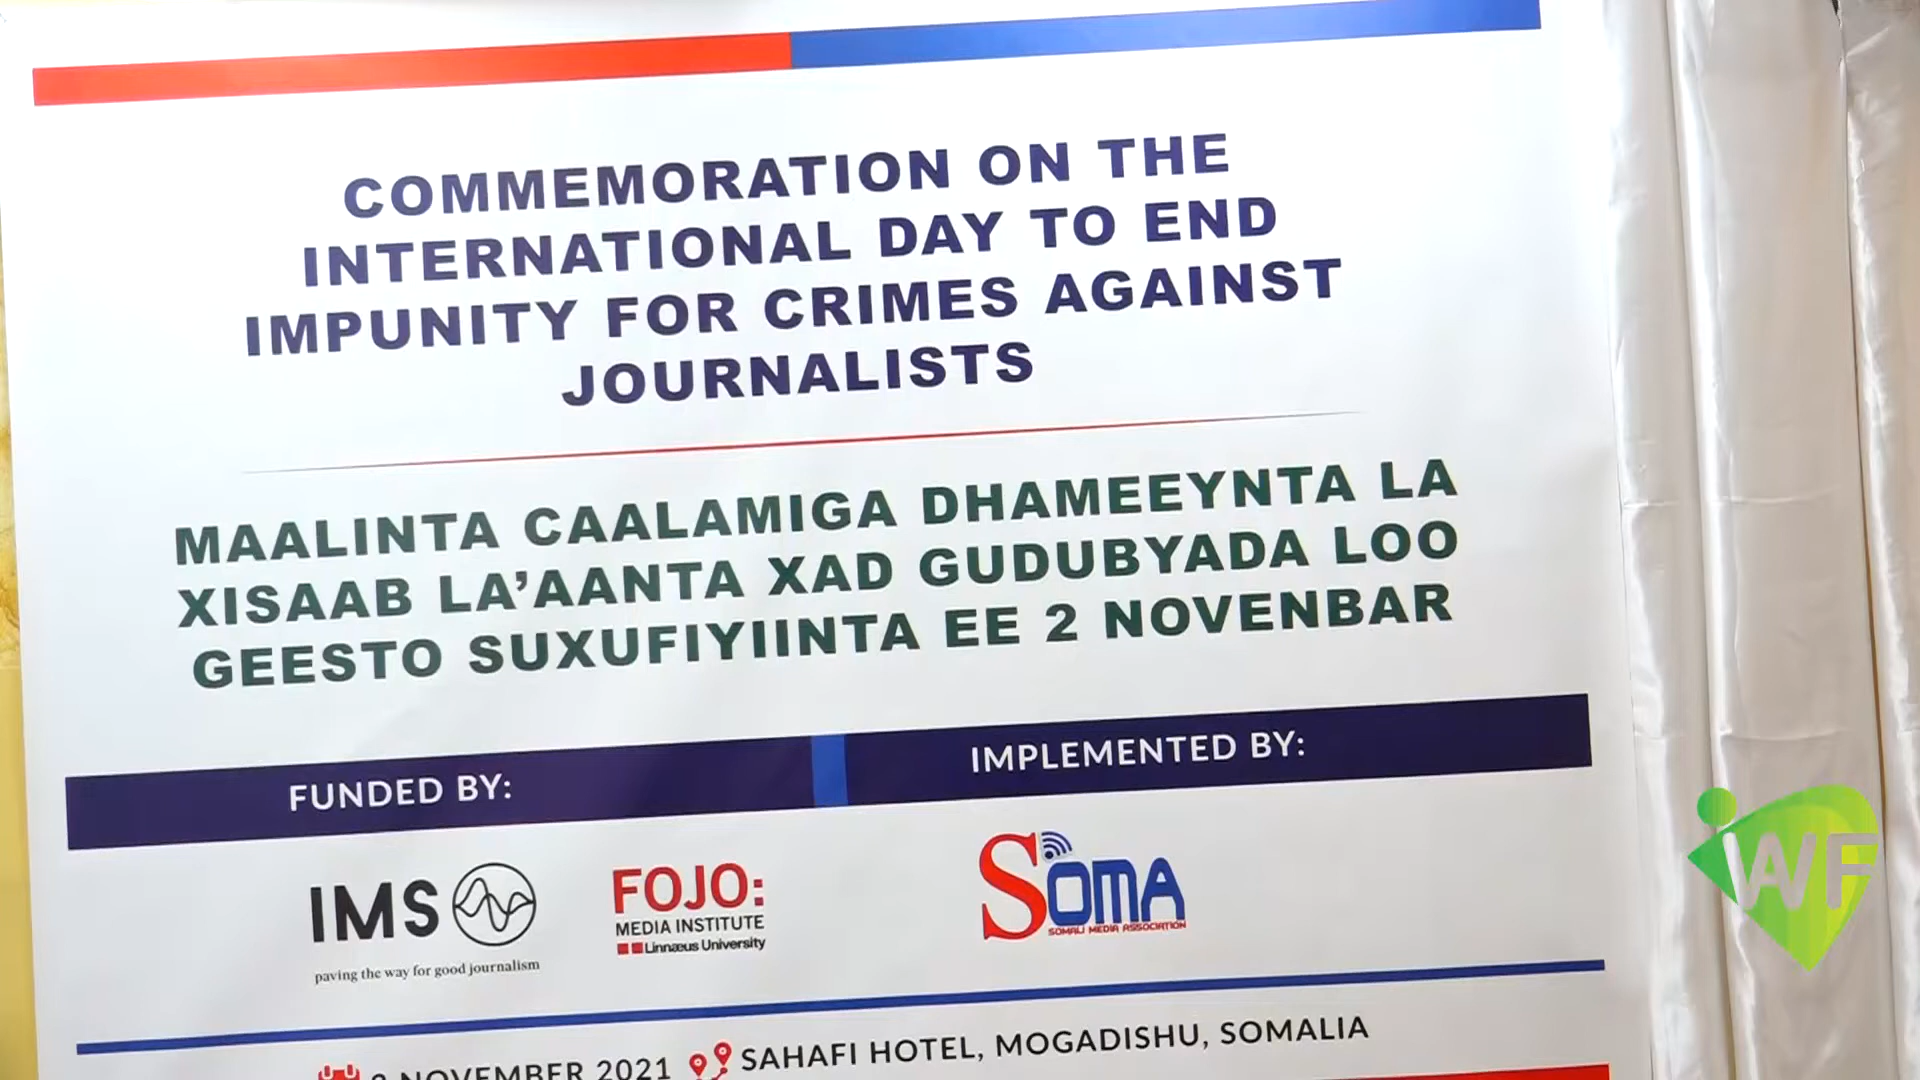 COMMEMORATION ON THE
INTERNATIONAL DAY TO END
IMPUNITY FOR CRIMES AGAINST
JOURNALISTS
MAALINTA CAALAMIGA DHAMEEYNTA LA
XISAAB LA'AANTA XAD GUDUBYADA LOO
GEESTO SUXUFIYIINTA EE 2 NOVENBAR
FUNDED BY:
IMPLEMENTED BY:
IMS
paving the way for good journalism
FOJO:
MEDIA INSTITUTE
Linnæus University
SOMA
SOMALI MEDIA ASSOCIATION
NOVEMBER 2021
SAHAFI HOTEL, MOGADISHU, SOMALIA
WF